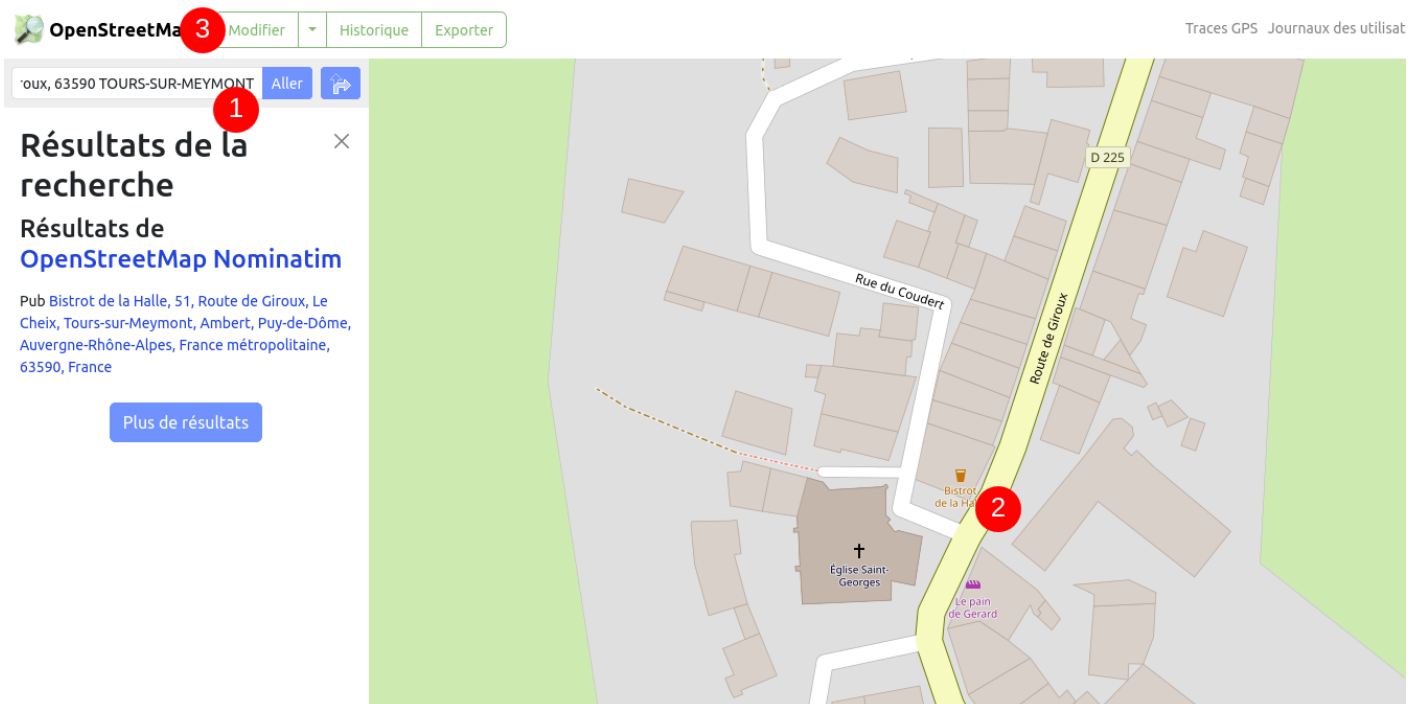 OpenStreetMa
3
Modifier
Historique
Exporter
Traces GPS
Journaux des utilisat
roux, 63590 TOURS-SUR-MEYMONT
Aller
1
Résultats de la
recherche
Résultats de
OpenStreetMap Nominatim
Pub Bistrot de la Halle, 51, Route de Giroux, Le
Cheix, Tours-sur-Meymont, Ambert, Puy-de-Dôme,
Auvergne-Rhône-Alpes, France métropolitaine,
63590, France
Plus de résultats
D 225
Rue du Coudert
Route de Giroux
Bistrot
de la Ha
2
Église Saint-
Georges
Le pain
de Gerard